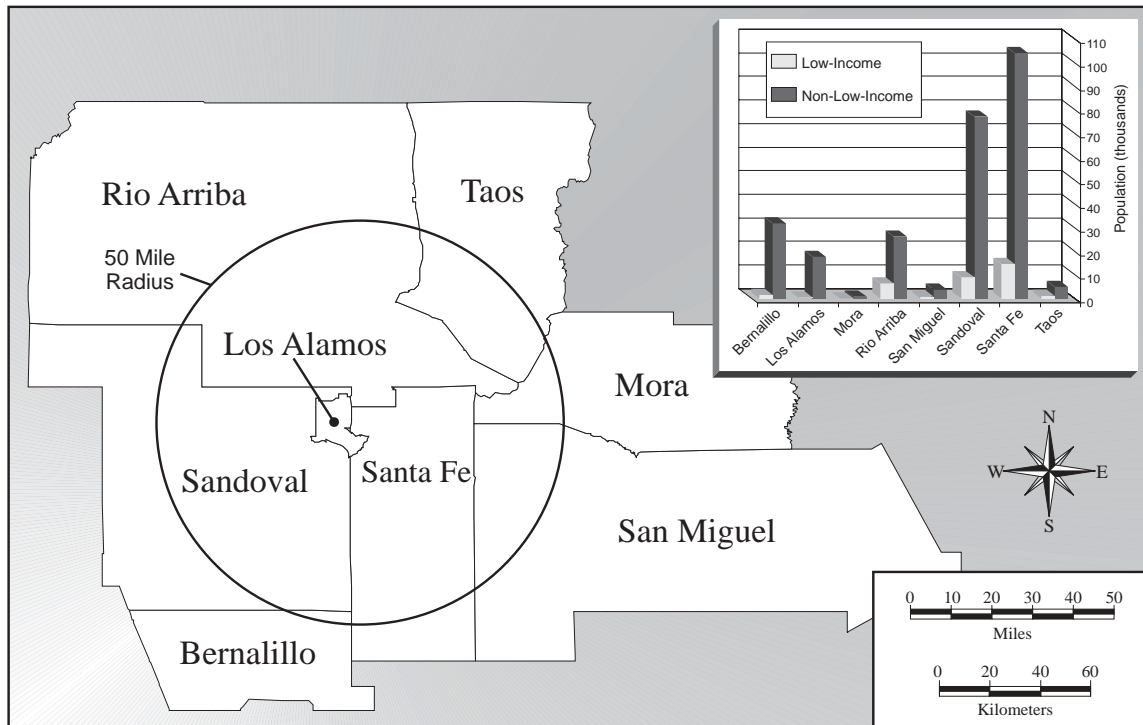 Rio Arriba
Taos
50 Mile
Radius
Los Alamos
Mora
Sandoval
Santa Fe
San Miguel
Bernalillo
Low-Income
Non-Low-Income
110
100
90
80
70
60
50
40
30
20
10
0
Population (thousands)
Bernalillo
Los Alamos
Mora
Rio Arriba
San Miguel
Sandoval
Santa Fe
Taos
N
W E
S
0 10 20 30 40 50
Miles
0 20 40 60
Kilometers